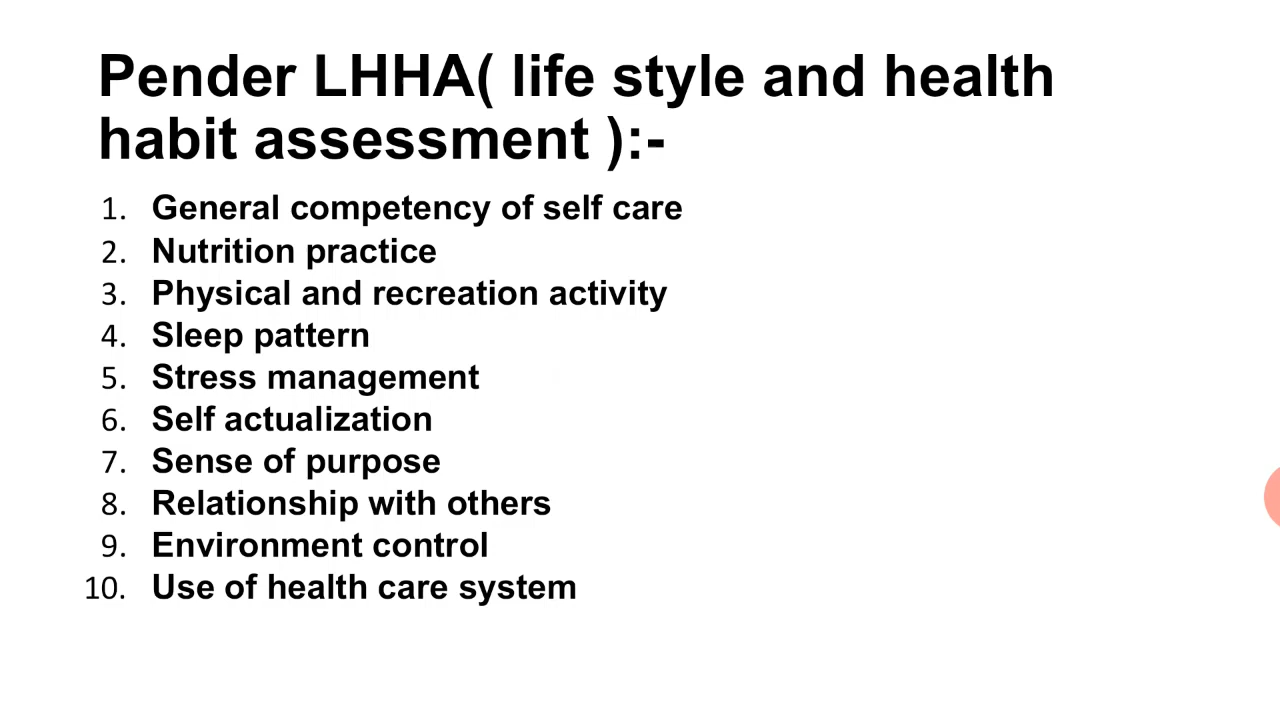 Pender LHHA( life style and health
habit assessment ):-
1. General competency of self care
2. Nutrition practice
3. Physical and recreation activity
4. Sleep pattern
5. Stress management
6. Self actualization
7. Sense of purpose
8. Relationship with others
9. Environment control
10. Use of health care system